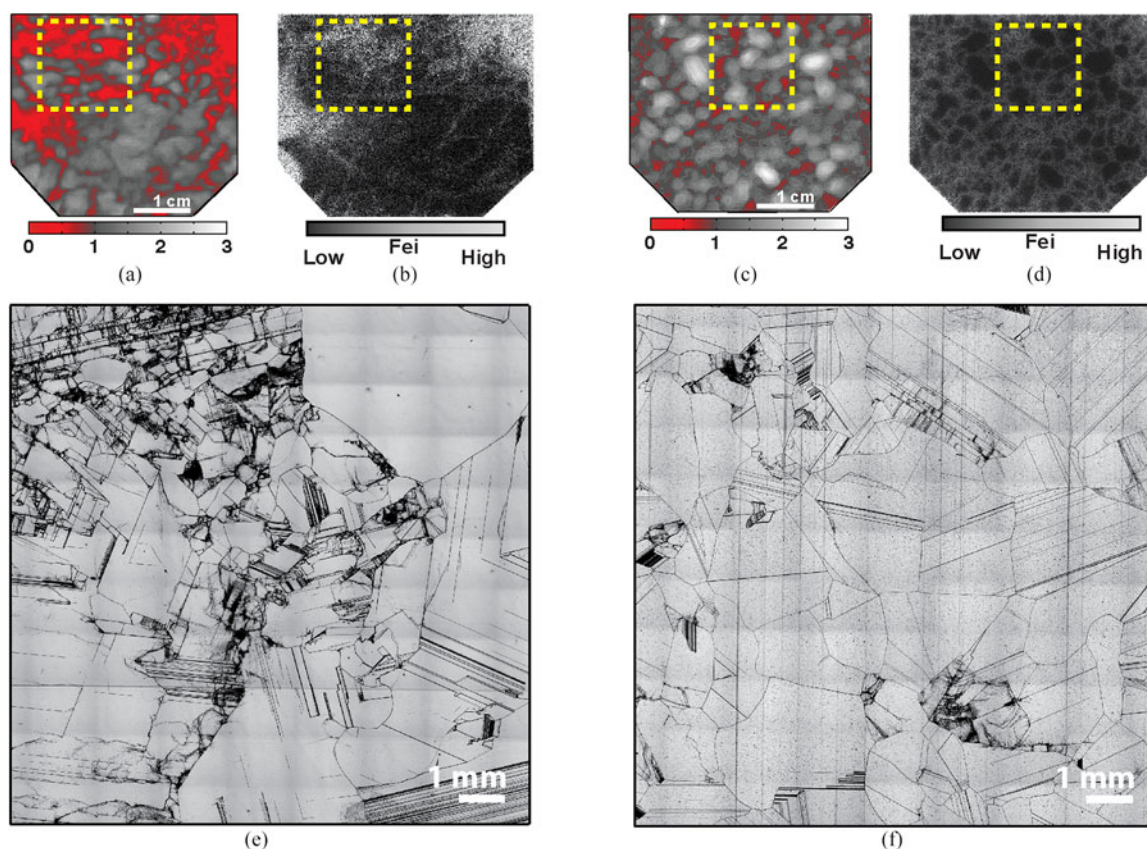 1 cm
0 1 2 3
(a)
Low Fei High
(b)
1 cm
0 1 2 3
(c)
Low Fei High
(d)
1 mm
(e)
1 mm
(f)